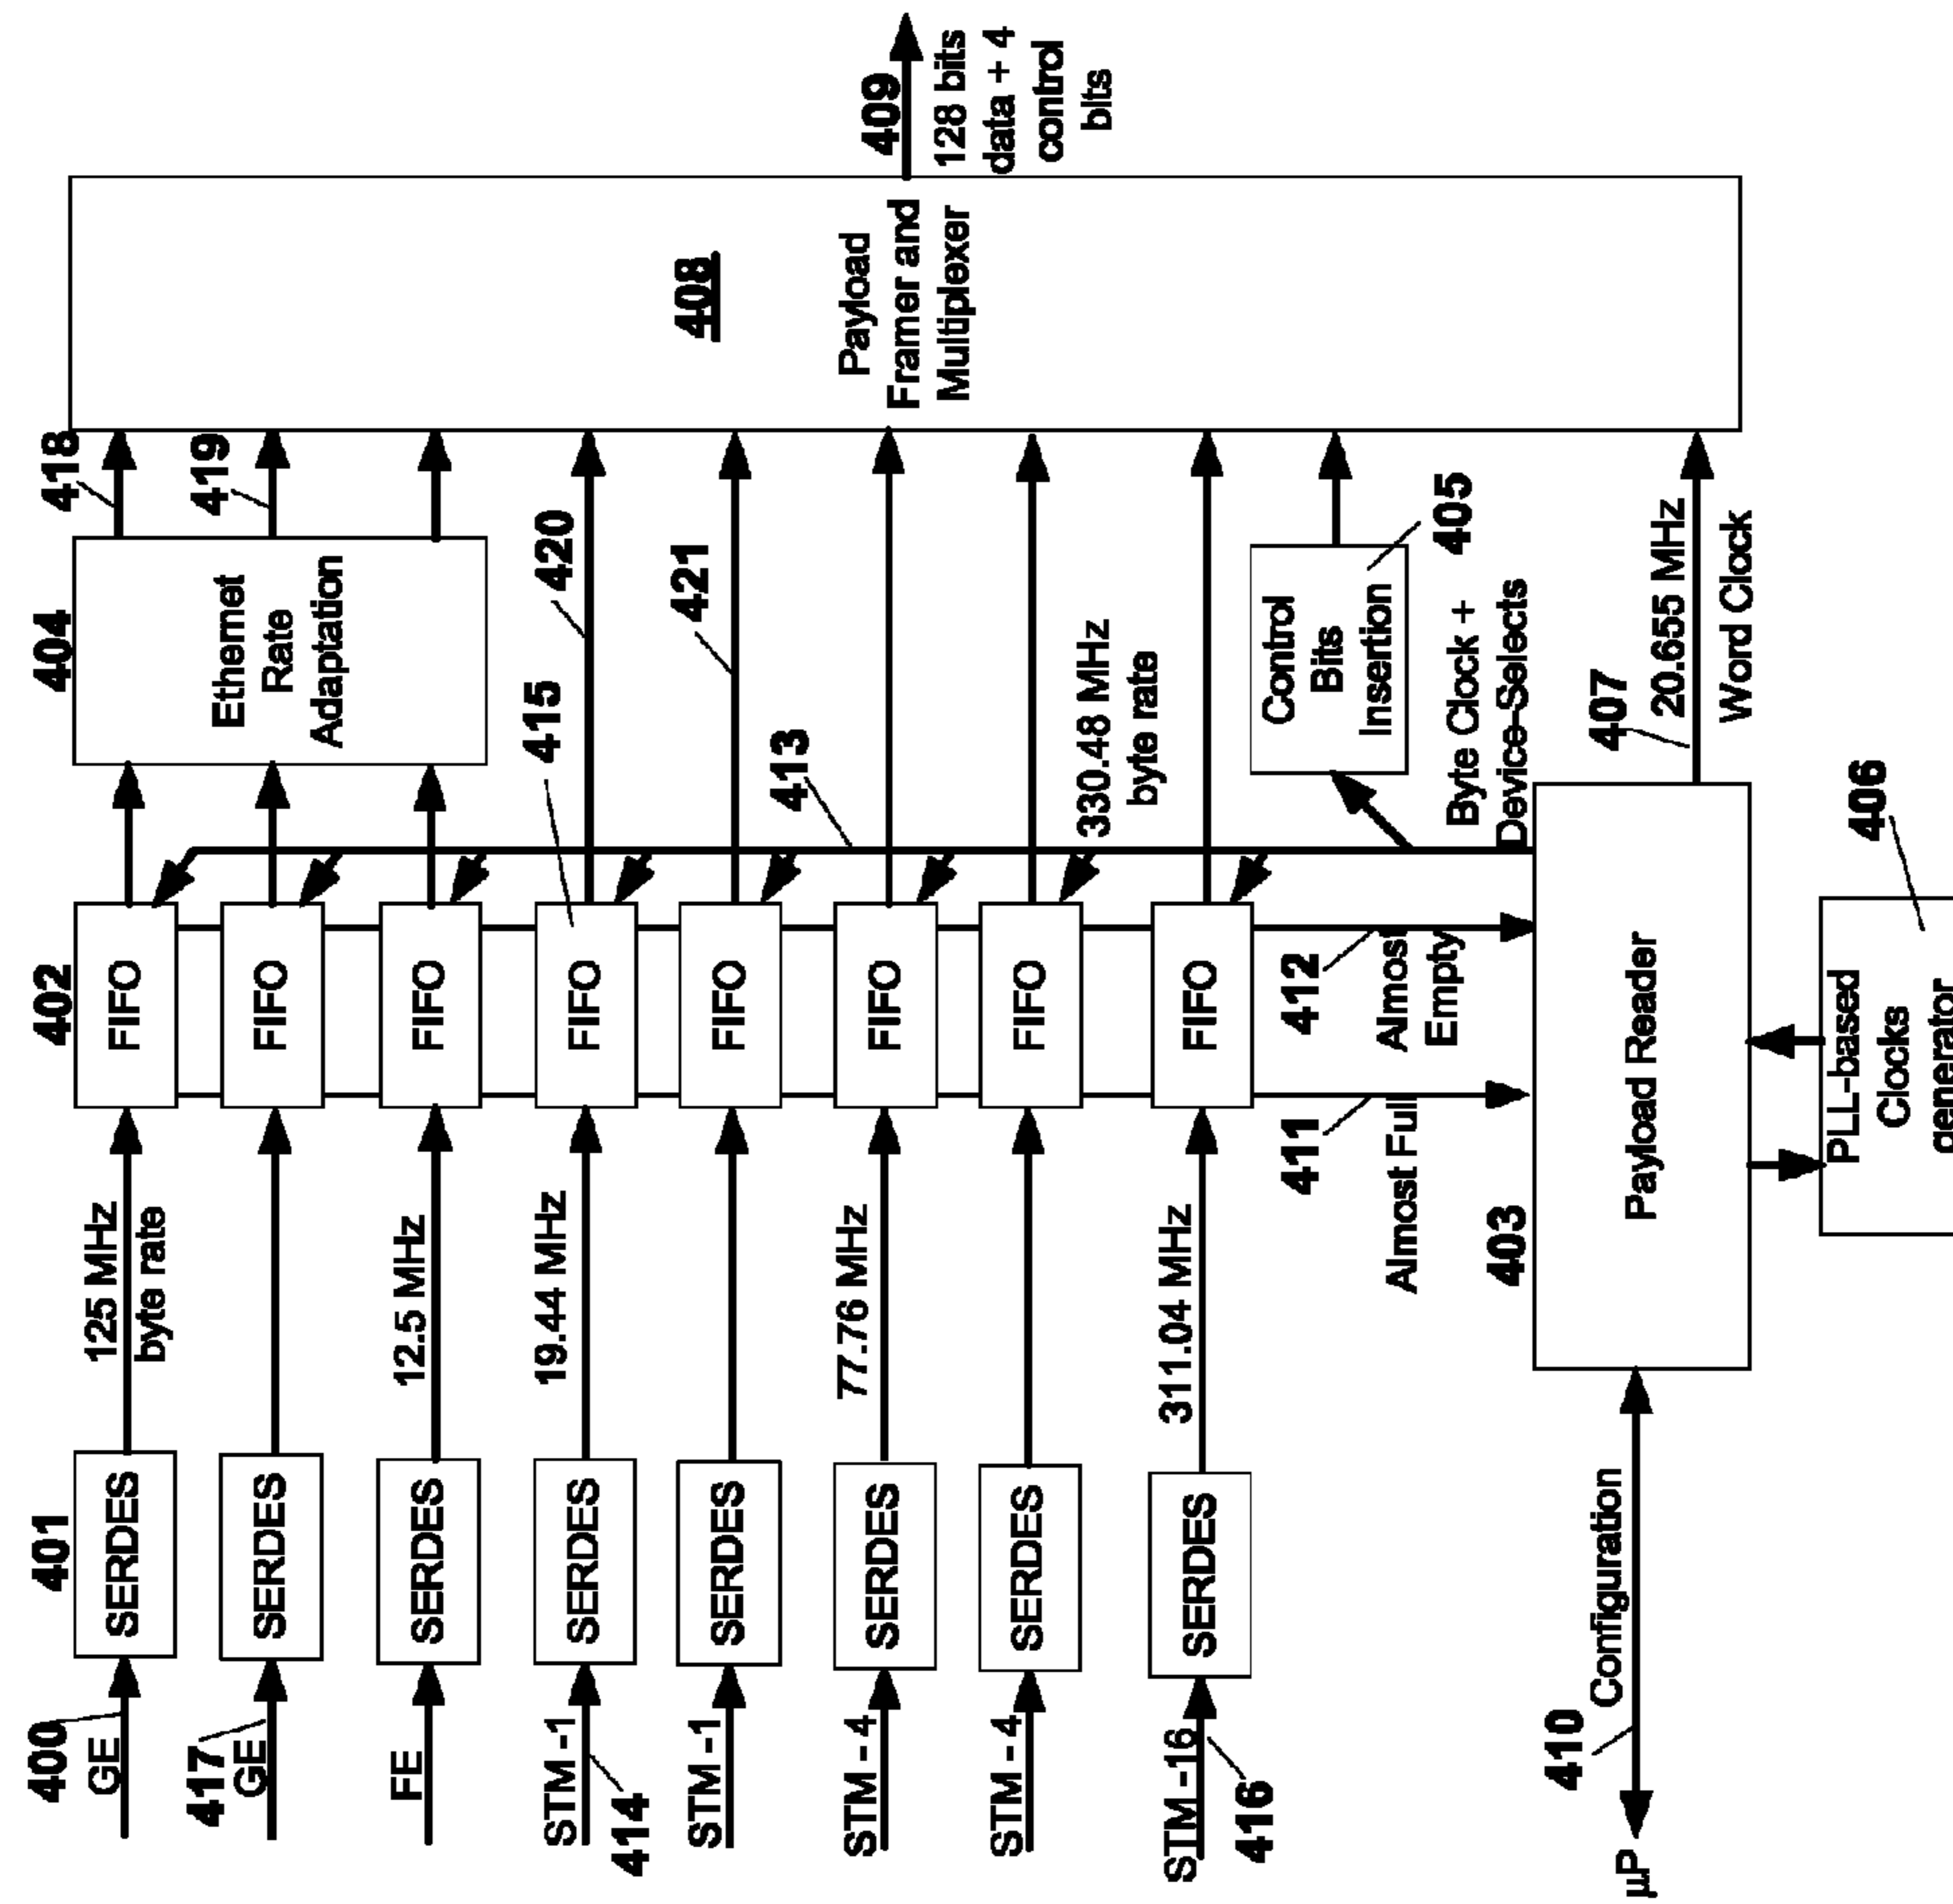 400
GE
417
GE
FE
STM -1
414
STM -1
STM - 4
STM - 4
STM -16
416
401
SERDES
SERDES
SERDES
SERDES
SERDES
SERDES
SERDES
SERDES
125 MHz
byte rate
12.5 MHz
19.44 MHz
77.76 MHz
311.04 MHz
402
FIFO
FIFO
FIFO
FIFO
FIFO
FIFO
FIFO
FIFO
415
404
Ethernet
Rate
Adaptation
418
419
420
421
413
330.48 MHz
byte rate
411
Almost Full
412
Almost
Empty
Control
Bits
Insertion
405
Byte Clock +
Device-Selects
403
Payload Reader
407
20.655 MHz
Word Clock
406
PLL-based
Clocks
generator
410
Configuration
µP
408
Payload
Framer and
Multiplexer
409
128 bits
data + 4
control
bits